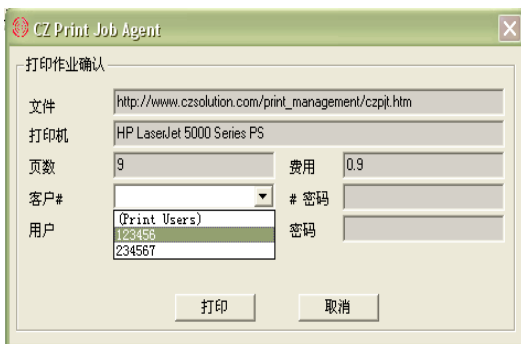 CZ Print Job Agent
打印作业确认
文件 http://www.czsolution.com/print_management/czpjt.htm
打印机 HP LaserJet 5000 Series PS
页数 9 费用 0.9
客户# # 密码
(Print Users)
用户 123456 密码
234567
打印 取消